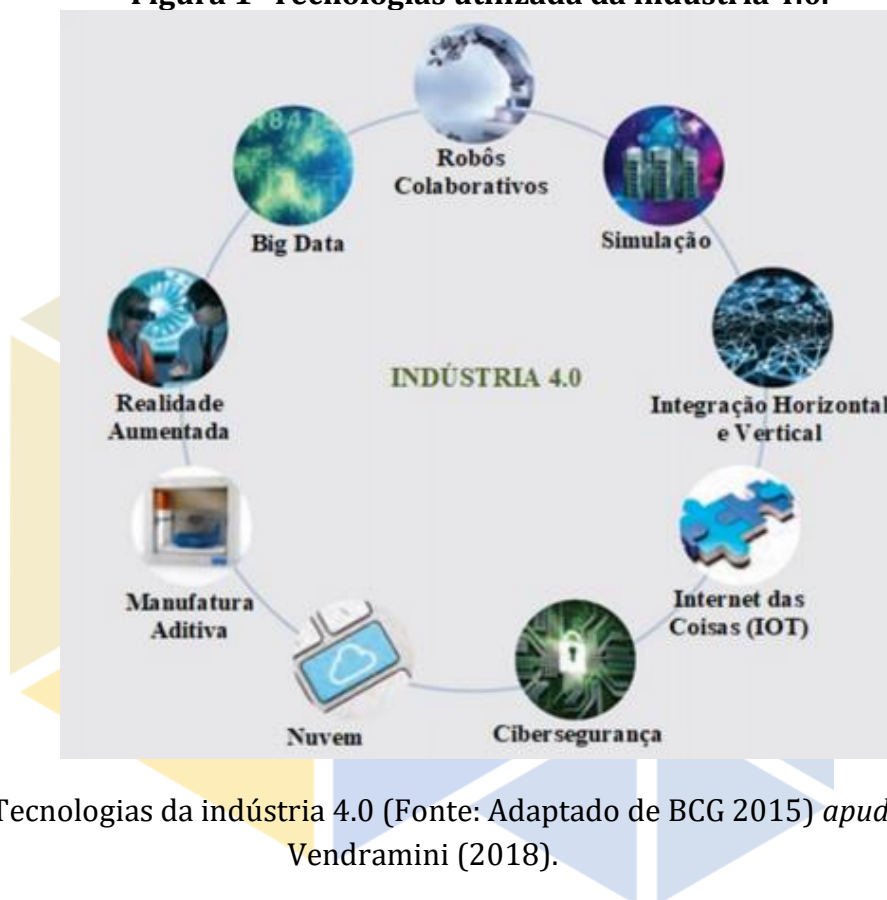 Figura 1- Tecnologias utilizada da indústria 4.0.
Robôs
Colaborativos
Big Data
Simulação
Realidade
Aumentada
INDÚSTRIA 4.0
Integração Horizontal
e Vertical
Manufatura
Aditiva
Internet das
Coisas (IOT)
Nuvem
Cibersegurança
Tecnologias da indústria 4.0 (Fonte: Adaptado de BCG 2015) apud
Vendramini (2018).